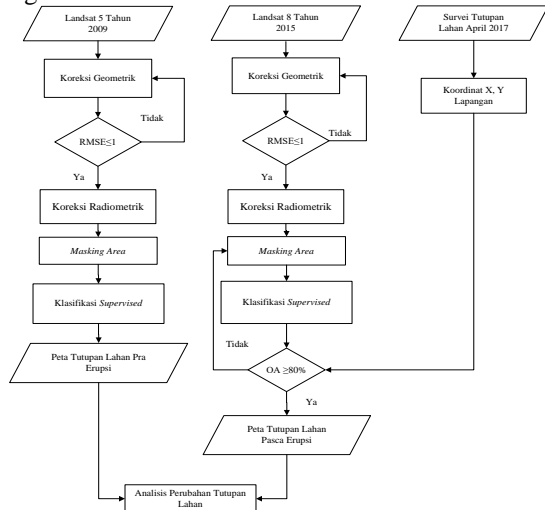 Landsat 5 Tahun
2009
Koreksi Geometrik
Tidak
RMSE≤1
Ya
Koreksi Radiometrik
Masking Area
Klasifikasi Supervised
Peta Tutupan Lahan Pra
Erupsi
Landsat 8 Tahun
2015
Koreksi Geometrik
Tidak
RMSE≤1
Ya
Koreksi Radiometrik
Masking Area
Klasifikasi Supervised
Tidak
OA ≥80%
Ya
Peta Tutupan Lahan
Pasca Erupsi
Survei Tutupan
Lahan April 2017
Koordinat X, Y
Lapangan
Analisis Perubahan Tutupan
Lahan